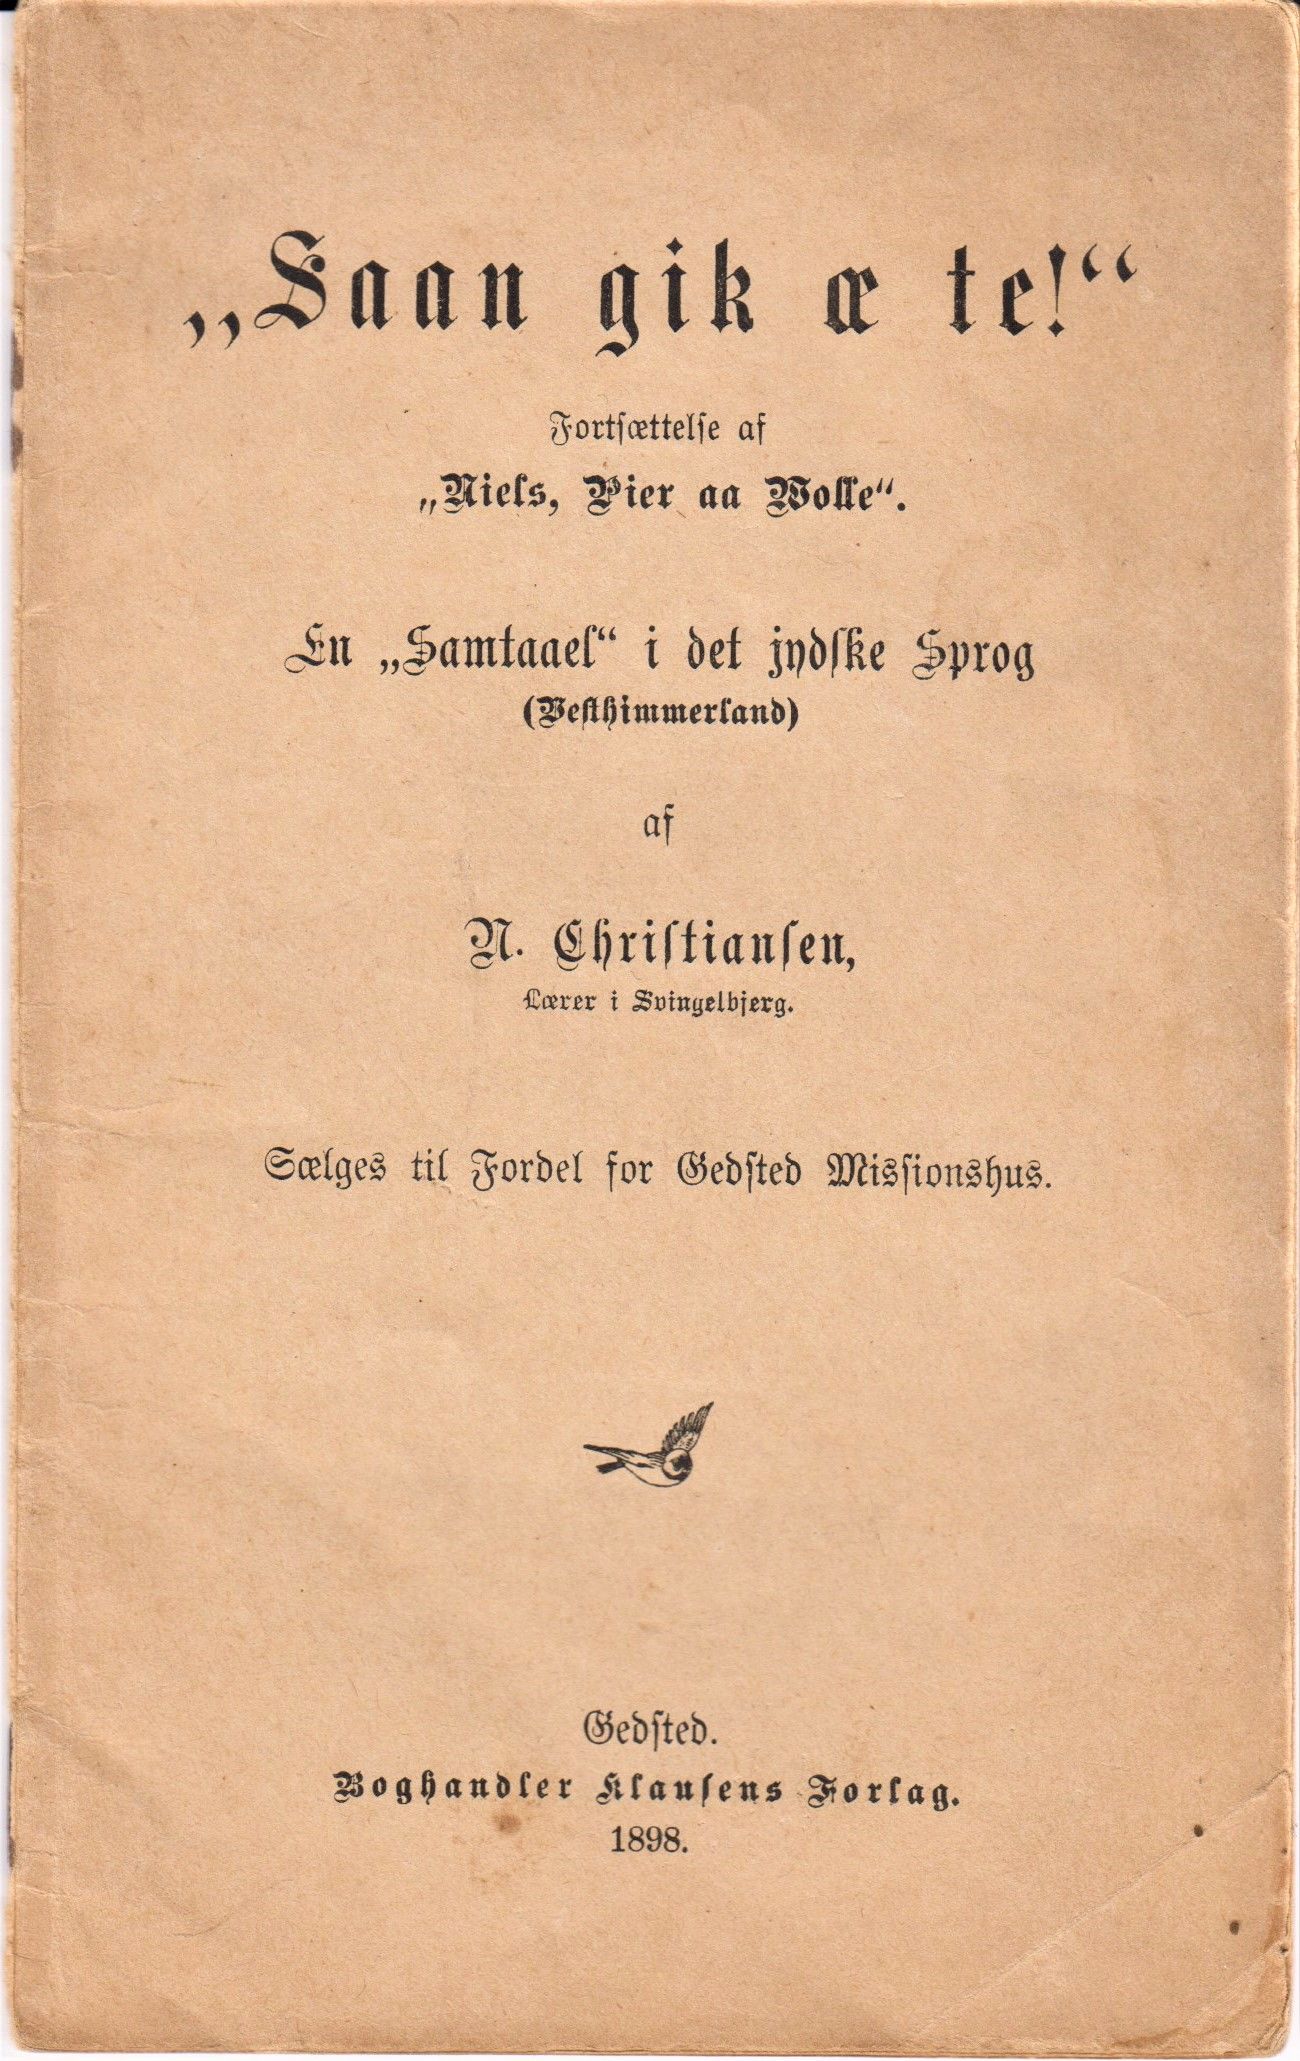 „Saan gik æ te!“
Fortsættelse af
„Niels, Pier aa Wolle“.
En „Samtaael“ i det jydske Sprog
(Vesthimmerland)
af
N. Christiansen,
Lærer i Svingelbjerg.
Sælges til Fordel for Gedsted Missionshus.
Gedsted.
Boghandler Klausens Forlag.
1898.